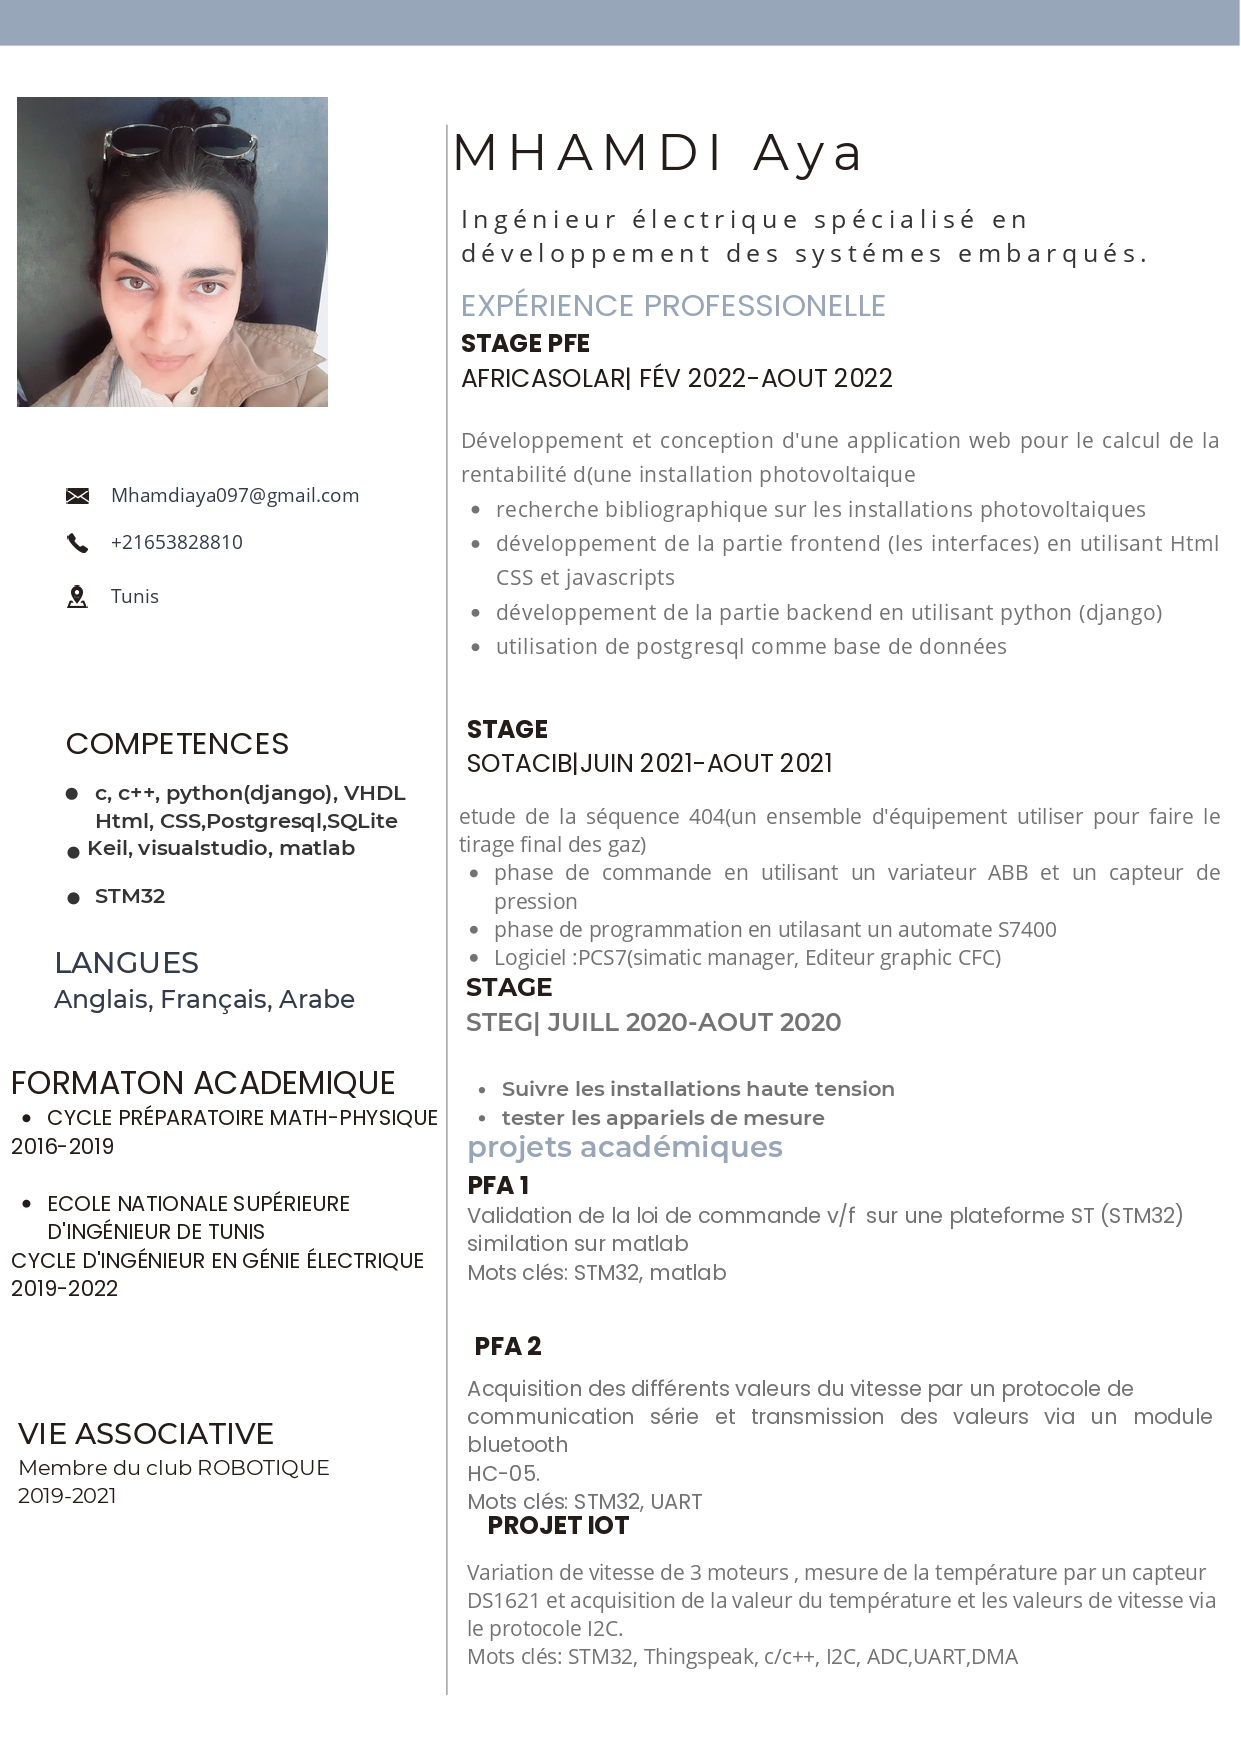 MHAMDI Aya
Ingénieur électrique spécialisé en
développement des systémes embarqués.
Mhamdiaya097@gmail.com
+21653828810
Tunis
COMPETENCES
c, c++, python(django), VHDL
Html, CSS,Postgresql,SQLite
Keil, visualstudio, matlab
STM32
LANGUES
Anglais, Français, Arabe
FORMATON ACADEMIQUE
CYCLE PRÉPARATOIRE MATH-PHYSIQUE
2016-2019
ECOLE NATIONALE SUPÉRIEURE
D'INGÉNIEUR DE TUNIS
CYCLE D'INGÉNIEUR EN GÉNIE ÉLECTRIQUE
2019-2022
VIE ASSOCIATIVE
Membre du club ROBOTIQUE
2019-2021
EXPÉRIENCE PROFESSIONELLE
STAGE PFE
AFRICASOLAR| FÉV 2022-AOUT 2022
Développement et conception d'une application web pour le calcul de la
rentabilité d(une installation photovoltaique
recherche bibliographique sur les installations photovoltaiques
développement de la partie frontend (les interfaces) en utilisant Html
CSS et javascripts
développement de la partie backend en utilisant python (django)
utilisation de postgresql comme base de données
STAGE
SOTACIB|JUIN 2021-AOUT 2021
etude de la séquence 404(un ensemble d'équipement utiliser pour faire le
tirage final des gaz)
phase de commande en utilisant un variateur ABB et un capteur de
pression
phase de programmation en utilasant un automate S7400
Logiciel :PCS7(simatic manager, Editeur graphic CFC)
STAGE
STEG| JUILL 2020-AOUT 2020
Suivre les installations haute tension
tester les appariels de mesure
projets académiques
PFA 1
Validation de la loi de commande v/f sur une plateforme ST (STM32)
similation sur matlab
Mots clés: STM32, matlab
PFA 2
Acquisition des différents valeurs du vitesse par un protocole de
communication série et transmission des valeurs via un module
bluetooth
HC-05.
Mots clés: STM32, UART
PROJET IOT
Variation de vitesse de 3 moteurs , mesure de la température par un capteur
DS1621 et acquisition de la valeur du température et les valeurs de vitesse via
le protocole I2C.
Mots clés: STM32, Thingspeak, c/c++, I2C, ADC,UART,DMA